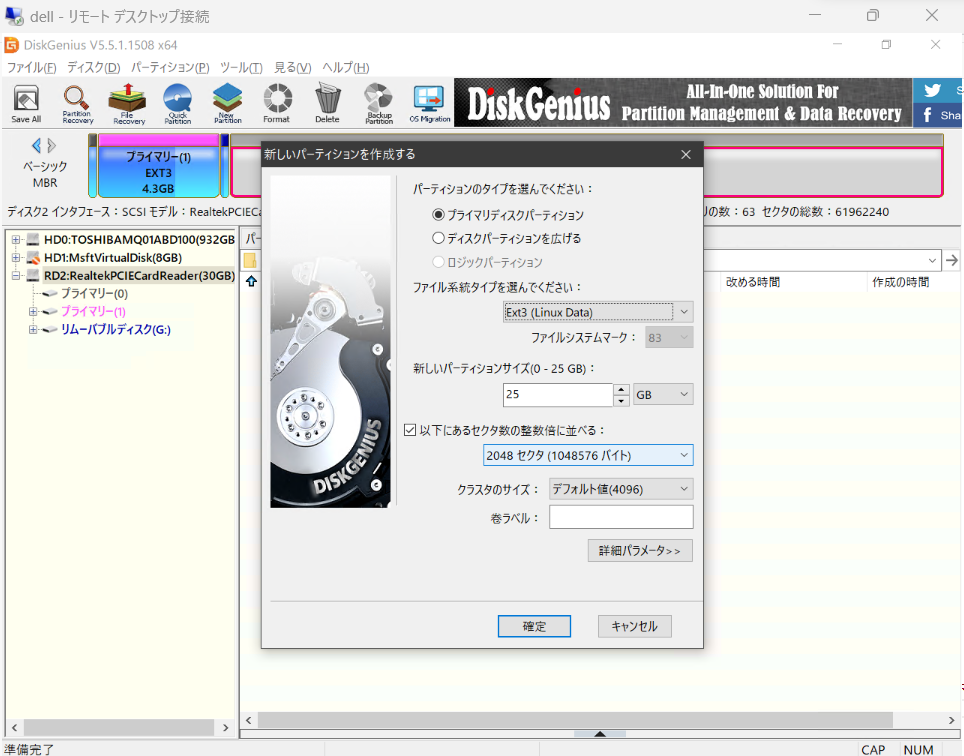 dell - リモート デスクトップ接続
DiskGenius V5.5.1.1508 x64
ファイル(F) ディスク(D) パーティション(P) ツール(T) 見る(V) ヘルプ(H)
Save All
Partition Recovery
File Recovery
Quick Partition
New Partition
Format
Delete
Backup Partition
OS Migration
DiskGenius
All-In-One Solution For
Partition Management & Data Recovery
ベーシック
MBR
プライマリー(1)
EXT3
4.3GB
ディスク2 インタフェース：SCSI モデル：RealtekPCIECa
りの数：63 セクタの総数：61962240
HD0:TOSHIBAMQ01ABD100(932GB
HD1:MsftVirtualDisk(8GB)
RD2:RealtekPCIECardReader(30GB)
プライマリー(0)
プライマリー(1)
リムーバブルディスク(G:)
パー
改める時間
作成の時間
新しいパーティションを作成する
パーティションのタイプを選んでください：
プライマリディスクパーティション
ディスクパーティションを広げる
ロジックパーティション
ファイル系統タイプを選んでください：
Ext3 (Linux Data)
ファイルシステムマーク： 83
新しいパーティションサイズ(0 - 25 GB)：
25 GB
以下にあるセクタ数の整数倍に並べる：
2048 セクタ (1048576 バイト)
クラスタのサイズ： デフォルト値(4096)
巻ラベル：
詳細パラメータ>>
確定 キャンセル
DISKGENIUS
準備完了
CAP NUM